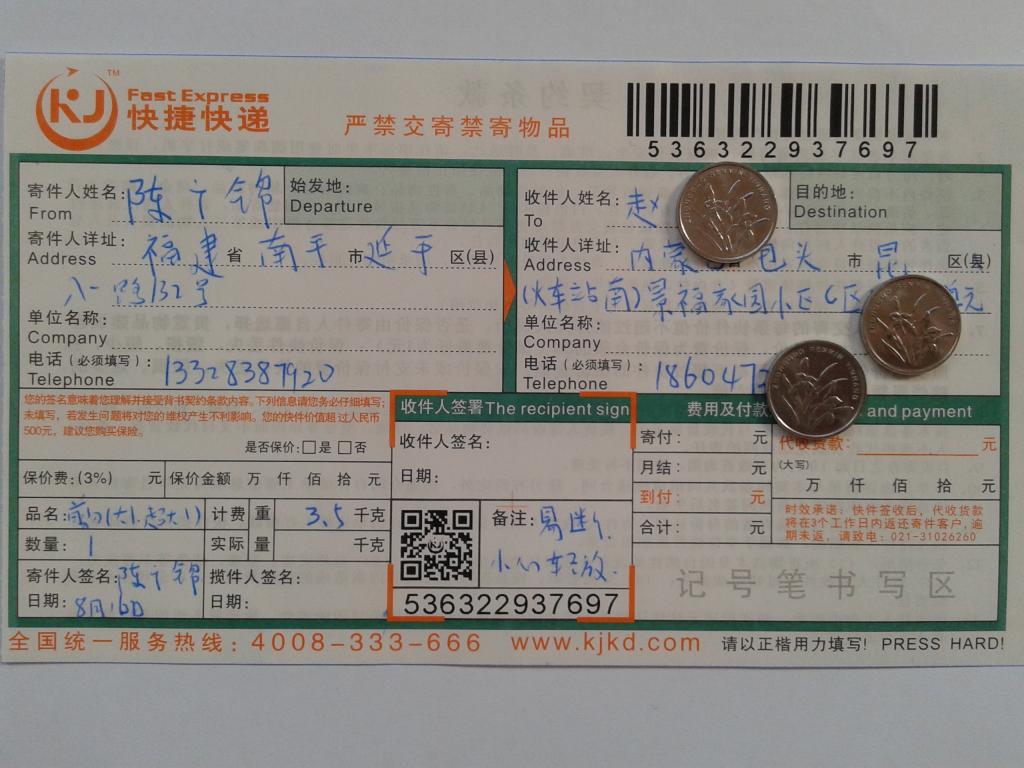 KJ TM Fast Express
快捷快递
严禁交寄禁寄物品
536322937697
寄件人姓名: 陈广锦
From
始发地:
Departure
寄件人详址: 福建 省 南平 市 延平 区(县)
Address
八一路132号
单位名称:
Company
电话(必须填写): 13328387920
Telephone
收件人姓名: 赵
To
目的地:
Destination
收件人详址: 内蒙 包头 市 昆 区(县)
Address
(火车站南)景福家园小区C区 单元
单位名称:
Company
电话(必须填写): 186047
Telephone
您的签名意味着您理解并接受背书契约条款内容。下列信息请您务必仔细填写;
未填写,若发生问题将对您的维权产生不利影响。您的快件价值超过人民币
500元,建议您购买保险。
是否保价: □是 □否
保价费:(3%) 元 保价金额 万 仟 佰 拾 元
品名: 计费 重 3.5 千克
数量: 1 实际 量 千克
寄件人签名: 陈广锦
日期: 8月16日
揽件人签名:
日期:
收件人签署The recipient sign
收件人签名:
日期:
备注: 易断
小心轻放.
536322937697
费用及付款 and payment
寄付: 元
月结: 元
到付: 元
合计: 元
代收货款: 元
(大写)
万 仟 佰 拾 元
时效承诺: 快件签收后,代收货款
将在3个工作日内返还寄件客户,逾
期未返,请致电: 021-31026260
记号笔书写区
全国统一服务热线: 4008-333-666 www.kjkd.com 请以正楷用力填写! PRESS HARD!